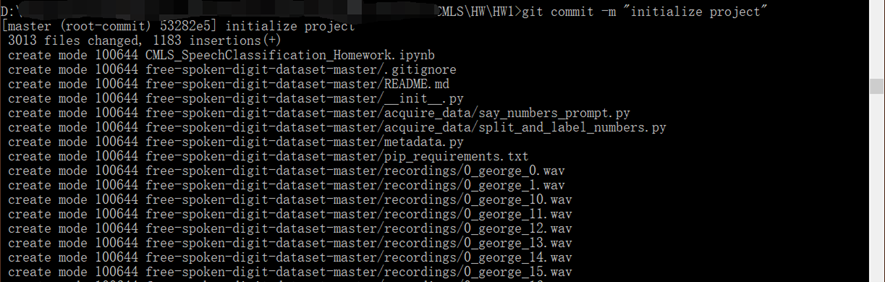 D:\CMLS\HW\HW1>git commit -m "initialize project"
[master (root-commit) 53282e5] initialize project
 3013 files changed, 1183 insertions(+)
 create mode 100644 CMLS_SpeechClassification_Homework.ipynb
 create mode 100644 free-spoken-digit-dataset-master/.gitignore
 create mode 100644 free-spoken-digit-dataset-master/README.md
 create mode 100644 free-spoken-digit-dataset-master/__init__.py
 create mode 100644 free-spoken-digit-dataset-master/acquire_data/say_numbers_prompt.py
 create mode 100644 free-spoken-digit-dataset-master/acquire_data/split_and_label_numbers.py
 create mode 100644 free-spoken-digit-dataset-master/metadata.py
 create mode 100644 free-spoken-digit-dataset-master/pip_requirements.txt
 create mode 100644 free-spoken-digit-dataset-master/recordings/0_george_0.wav
 create mode 100644 free-spoken-digit-dataset-master/recordings/0_george_1.wav
 create mode 100644 free-spoken-digit-dataset-master/recordings/0_george_10.wav
 create mode 100644 free-spoken-digit-dataset-master/recordings/0_george_11.wav
 create mode 100644 free-spoken-digit-dataset-master/recordings/0_george_12.wav
 create mode 100644 free-spoken-digit-dataset-master/recordings/0_george_13.wav
 create mode 100644 free-spoken-digit-dataset-master/recordings/0_george_14.wav
 create mode 100644 free-spoken-digit-dataset-master/recordings/0_george_15.wav